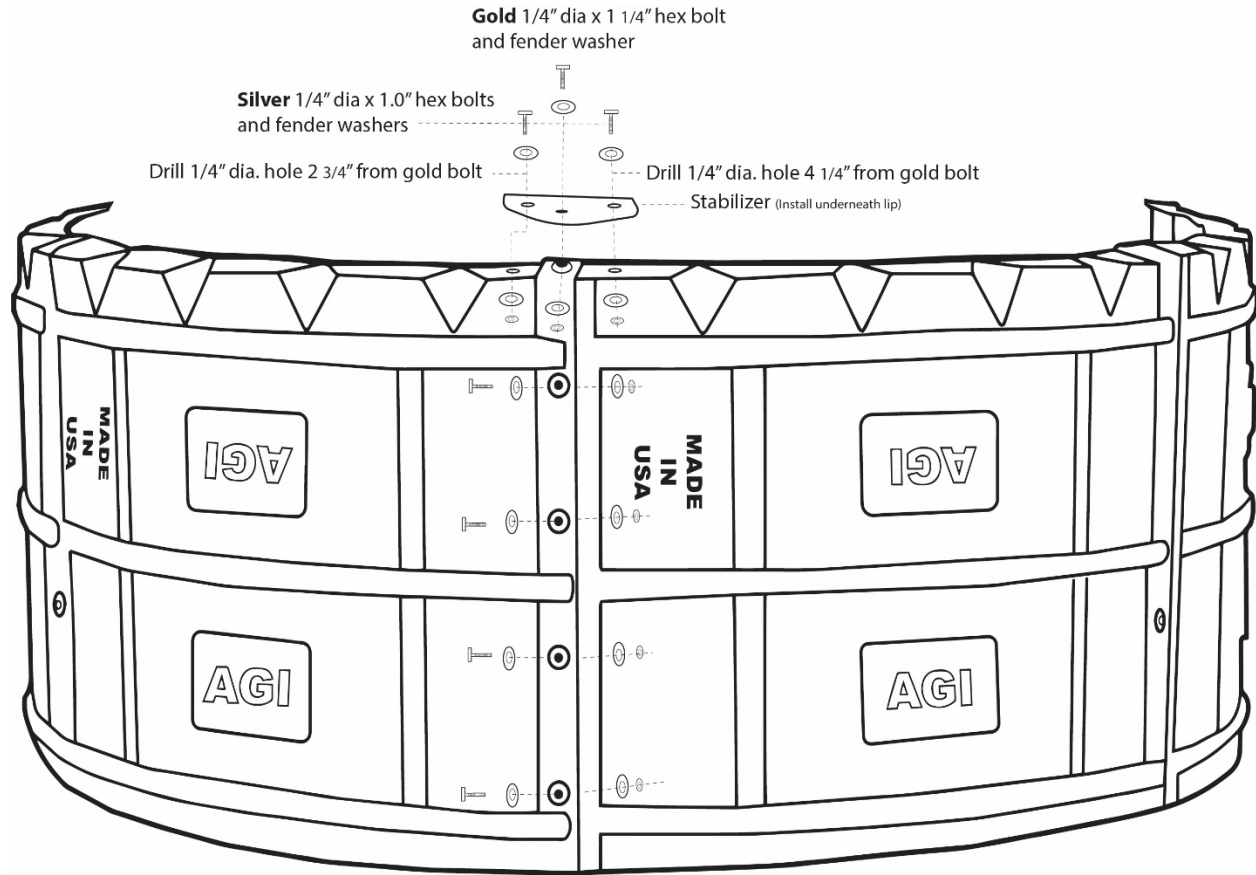 Gold 1/4” dia x 1 1/4” hex bolt
and fender washer
Silver 1/4” dia x 1.0” hex bolts
and fender washers
Drill 1/4” dia. hole 2 3/4” from gold bolt
Drill 1/4” dia. hole 4 1/4” from gold bolt
Stabilizer (Install underneath lip)
MADE
IN
USA
AGI
MADE
IN
USA
AGI
AGI
AGI